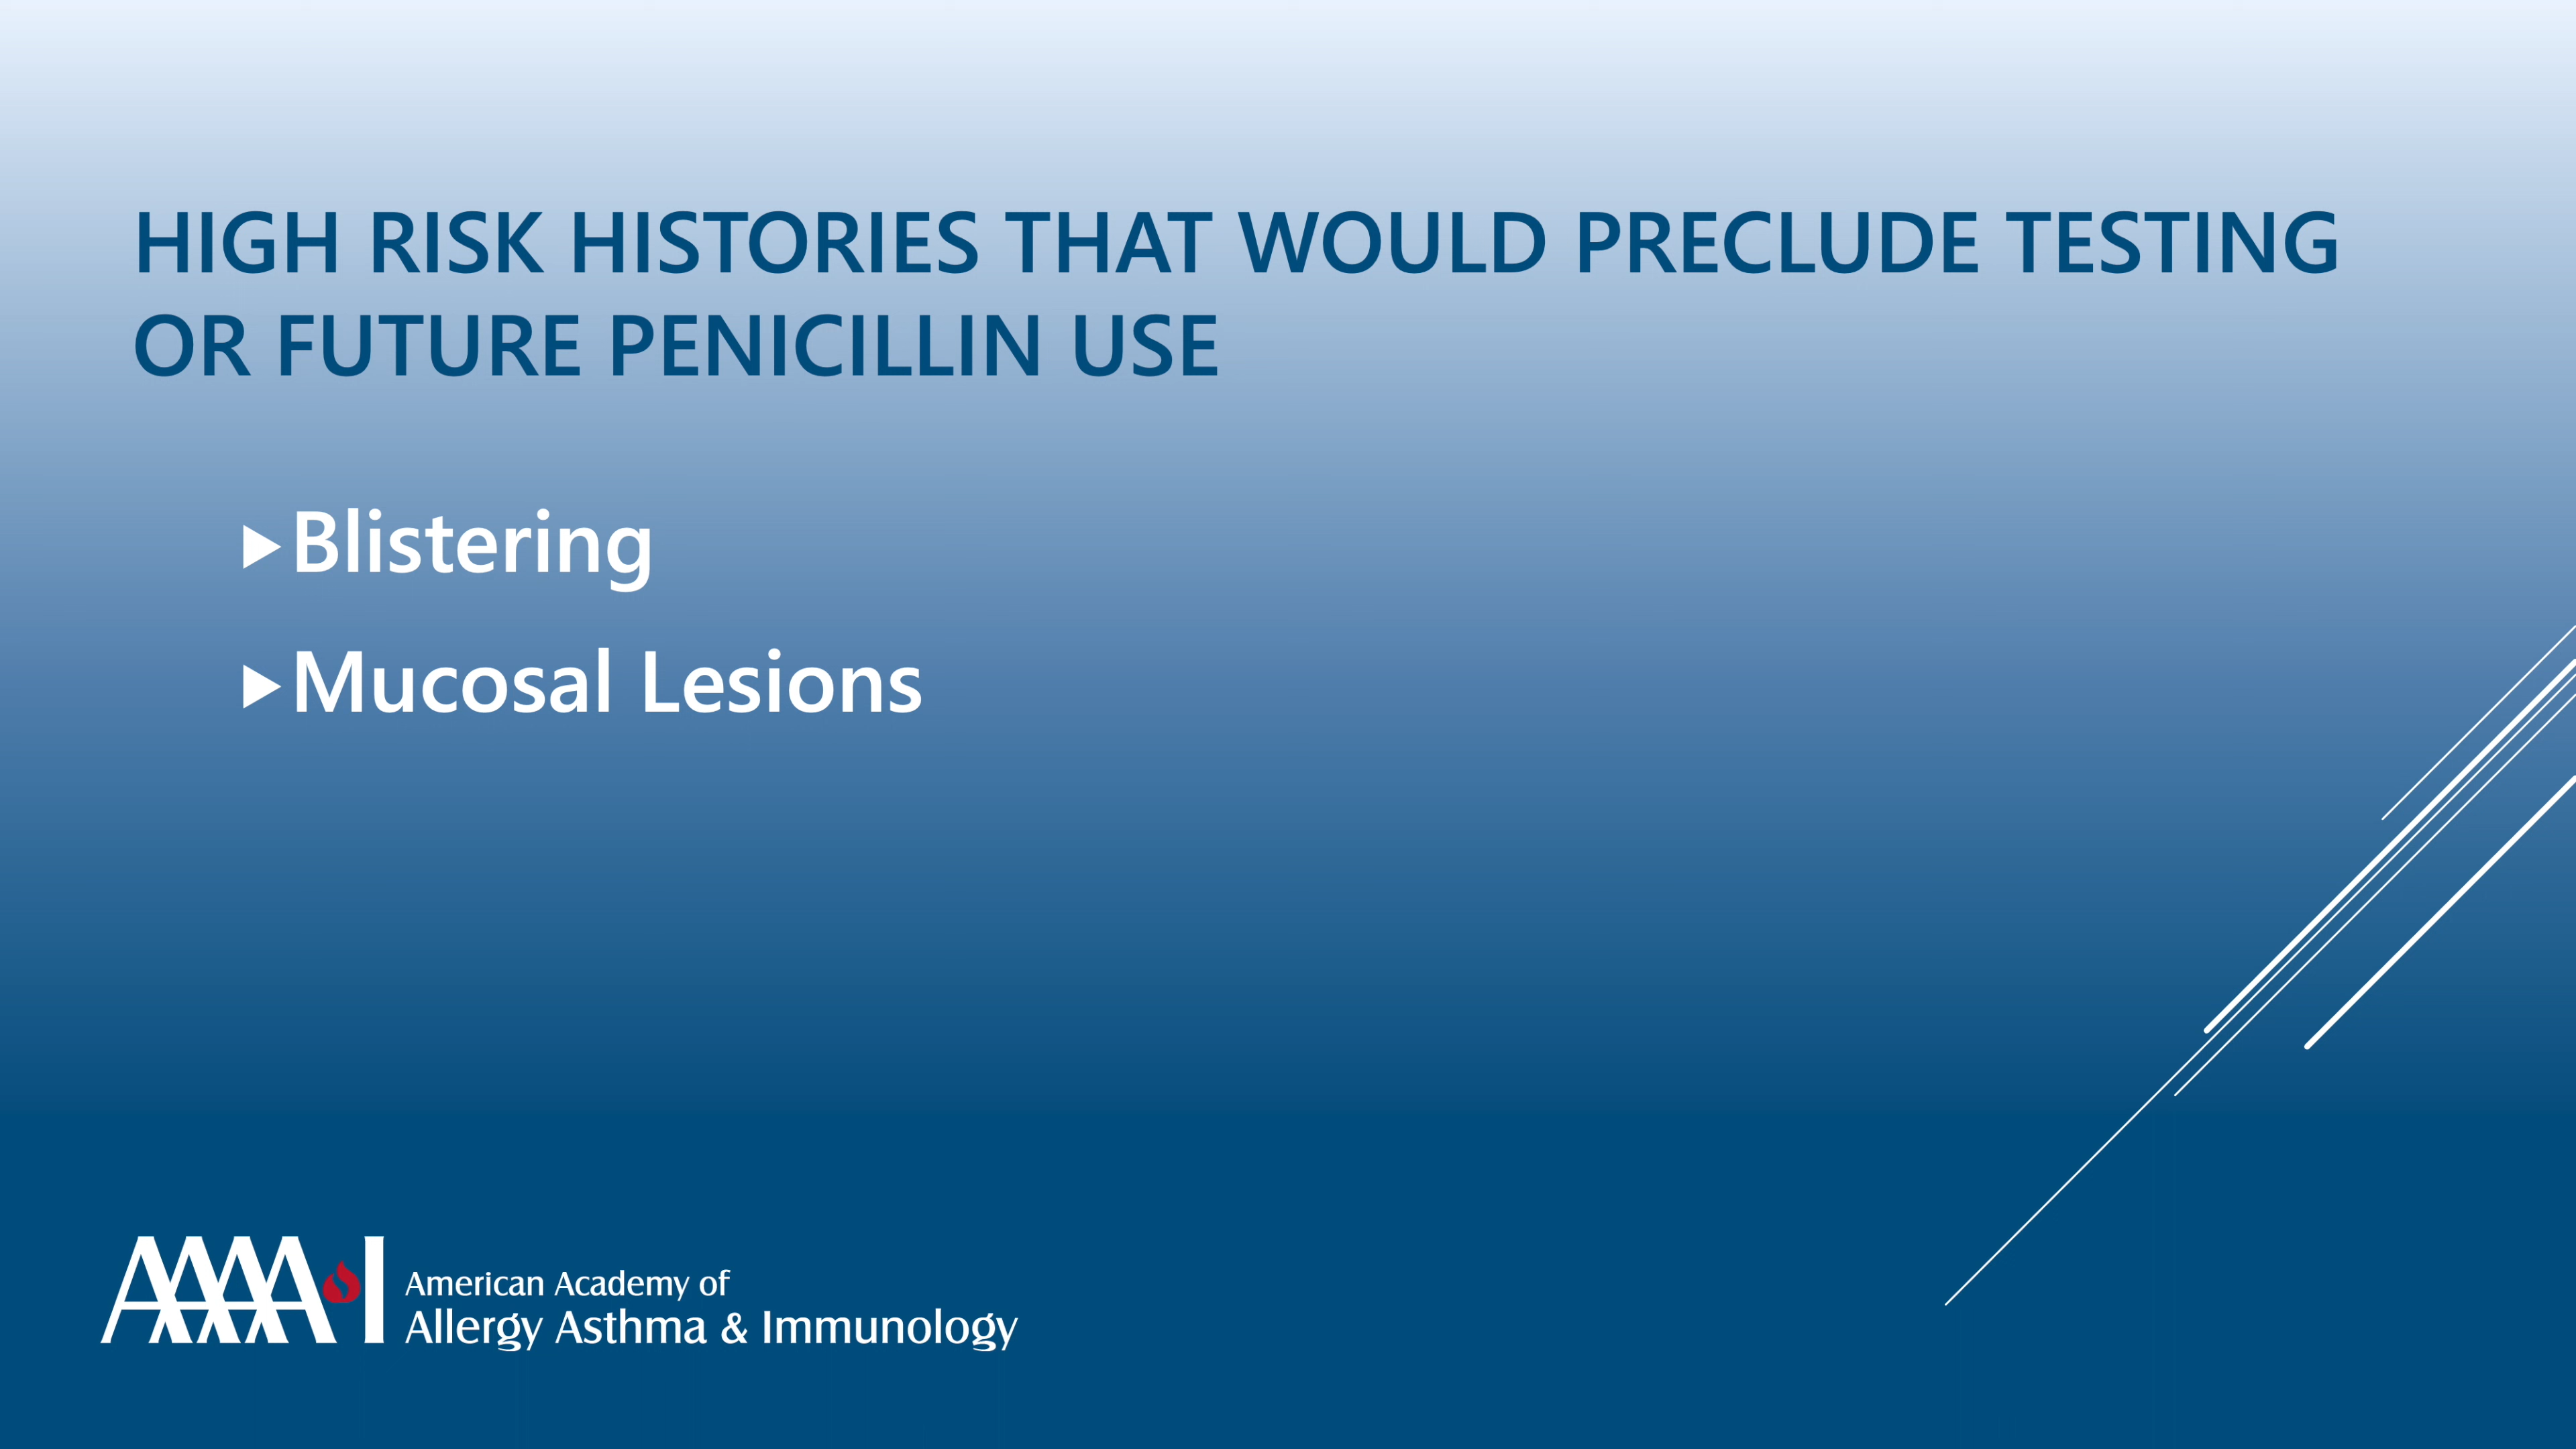 HIGH RISK HISTORIES THAT WOULD PRECLUDE TESTING
OR FUTURE PENICILLIN USE
Blistering
Mucosal Lesions
AAAAI
American Academy of
Allergy Asthma & Immunology